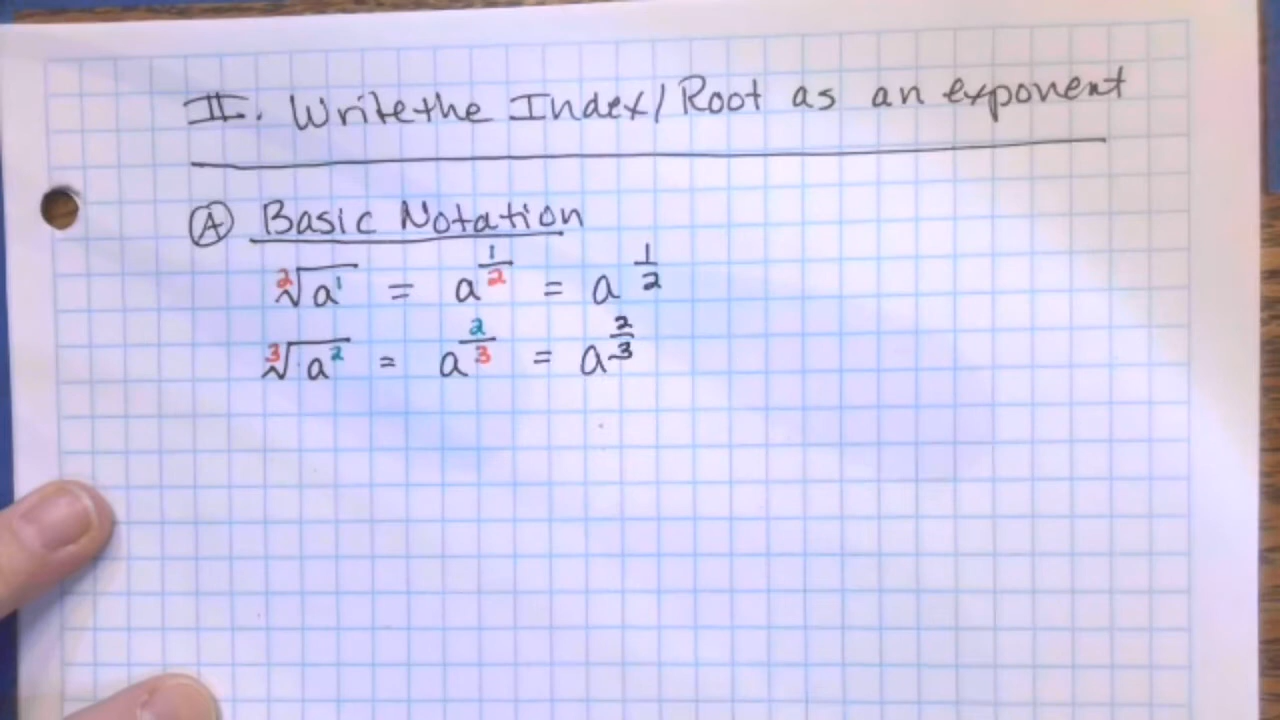 II. Write the Index/Root as an exponent
Ⓐ Basic Notation
²√a¹ = a^(1/2) = a^(1/2)
³√a² = a^(2/3) = a^(2/3)